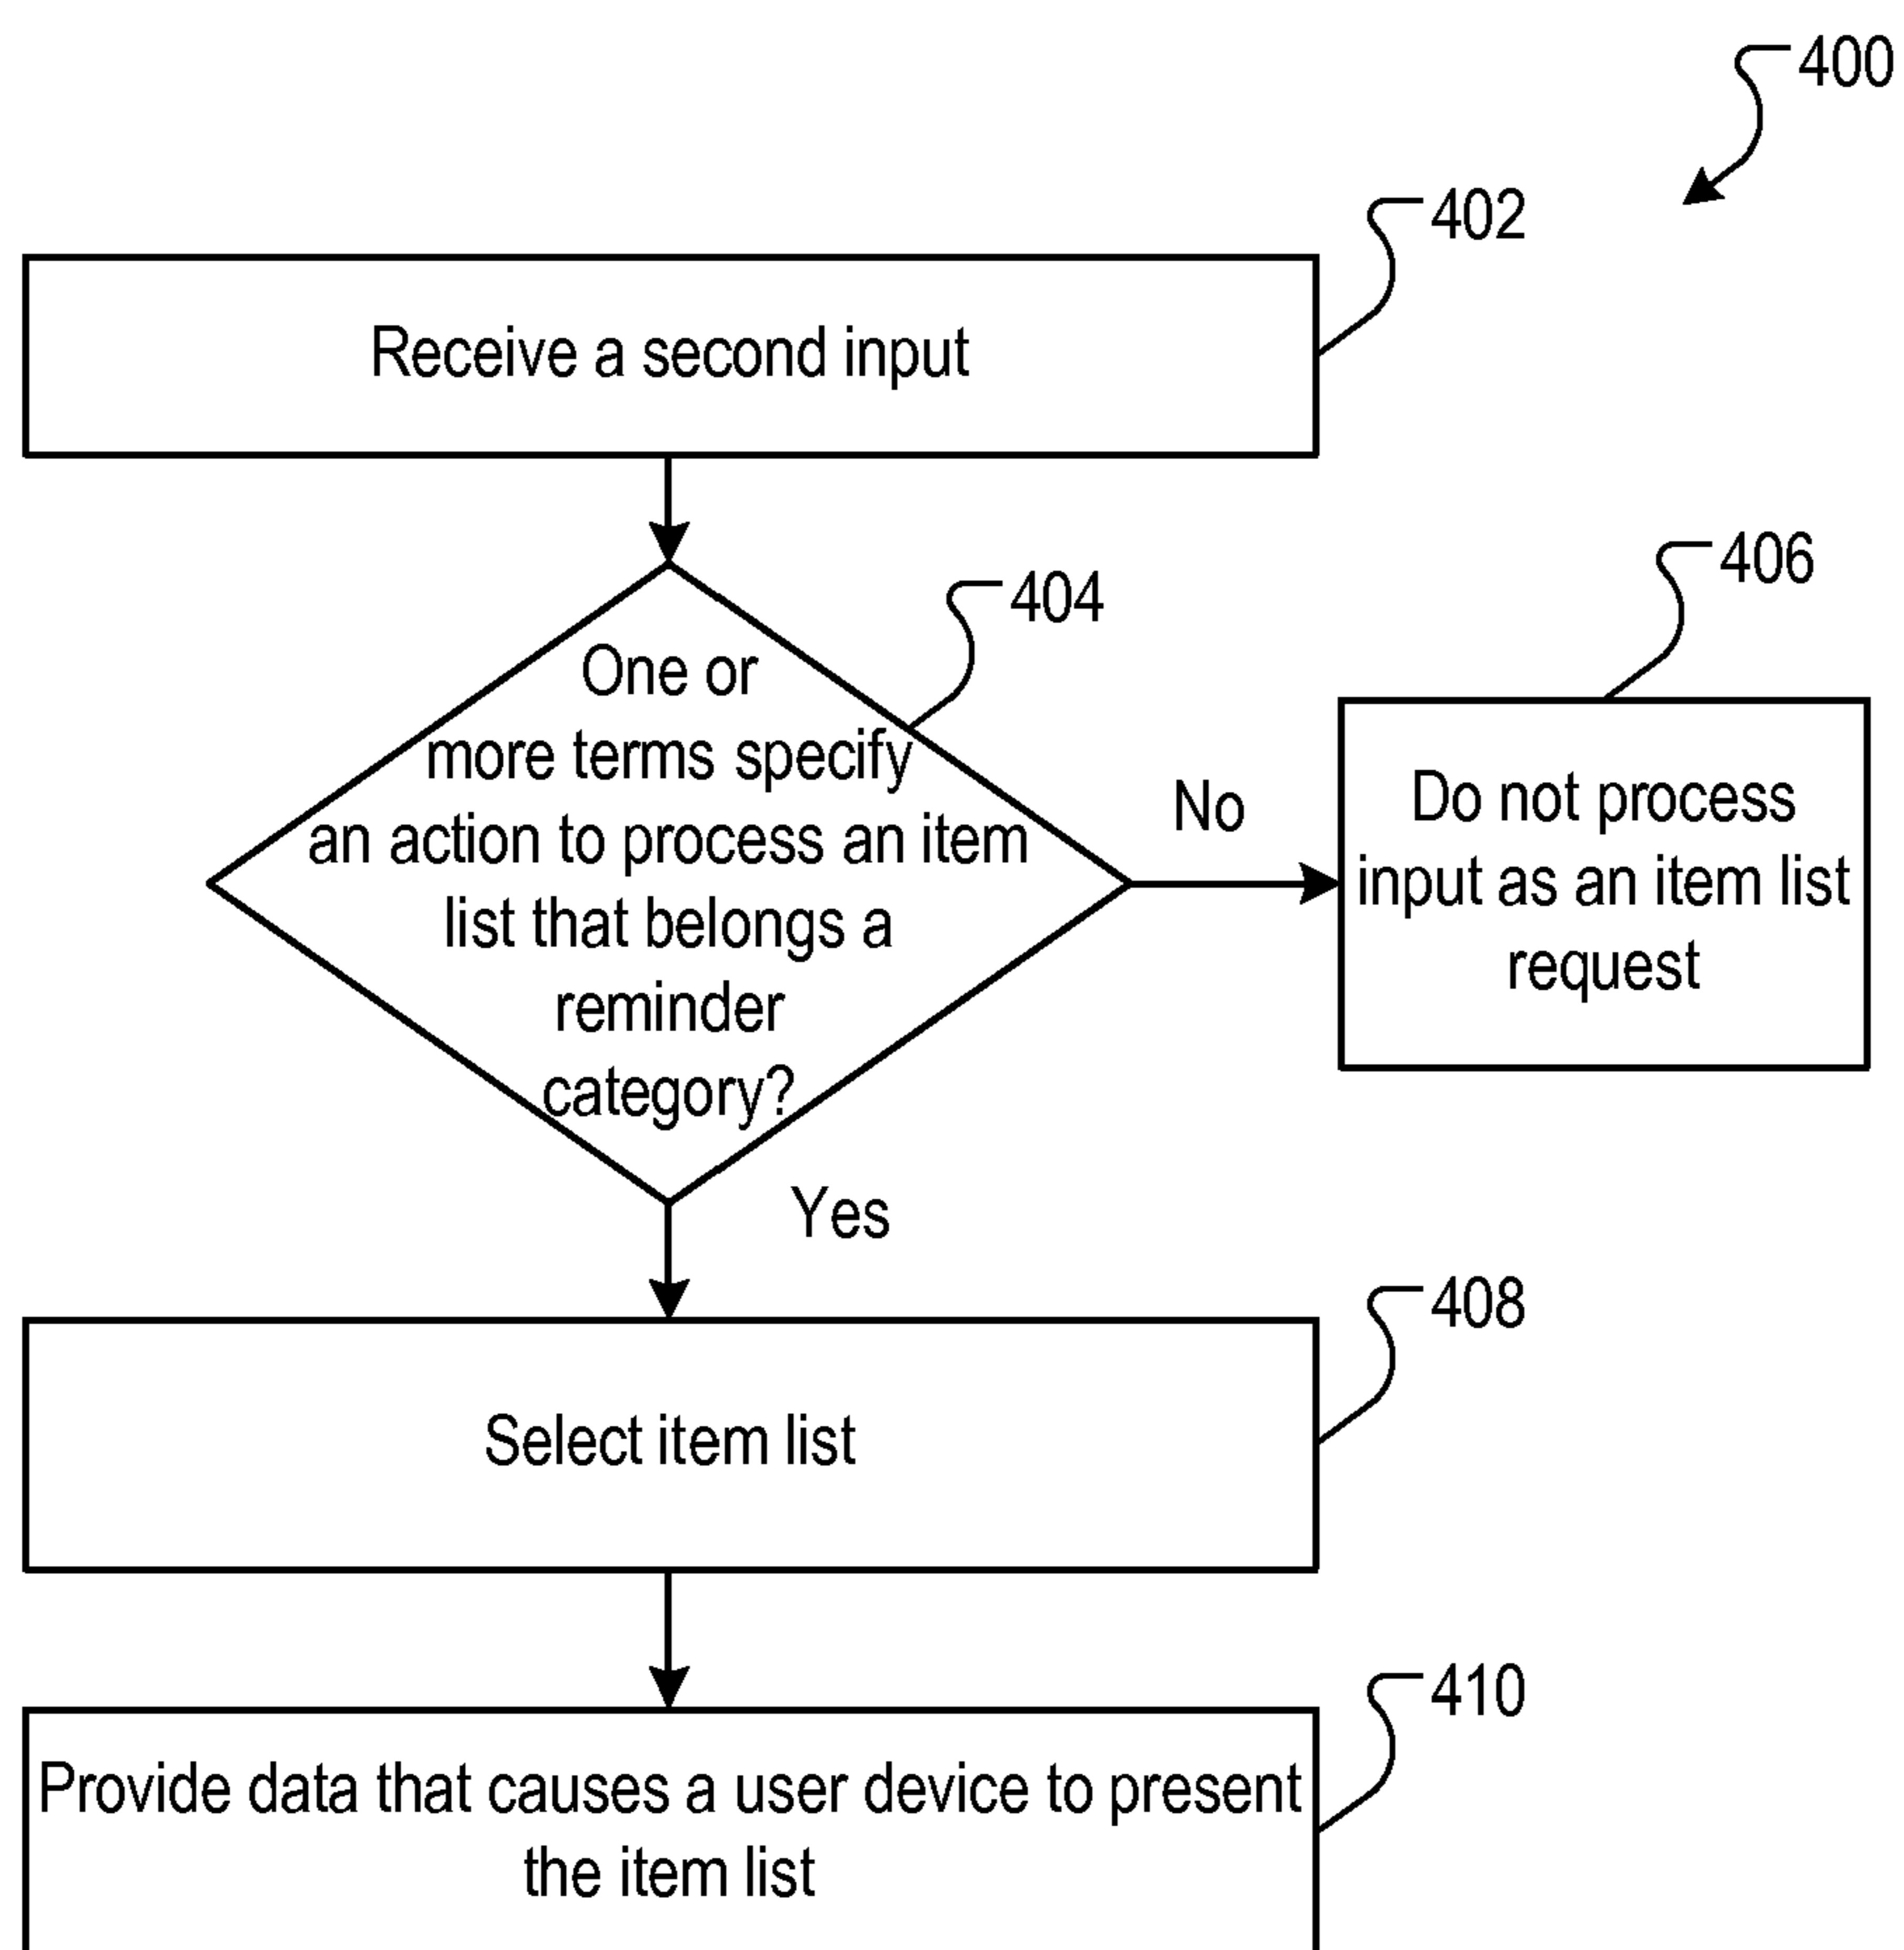 400
402
Receive a second input
404
One or
more terms specify
an action to process an item
list that belongs a
reminder
category?
No
406
Do not process
input as an item list
request
Yes
408
Select item list
410
Provide data that causes a user device to present
the item list